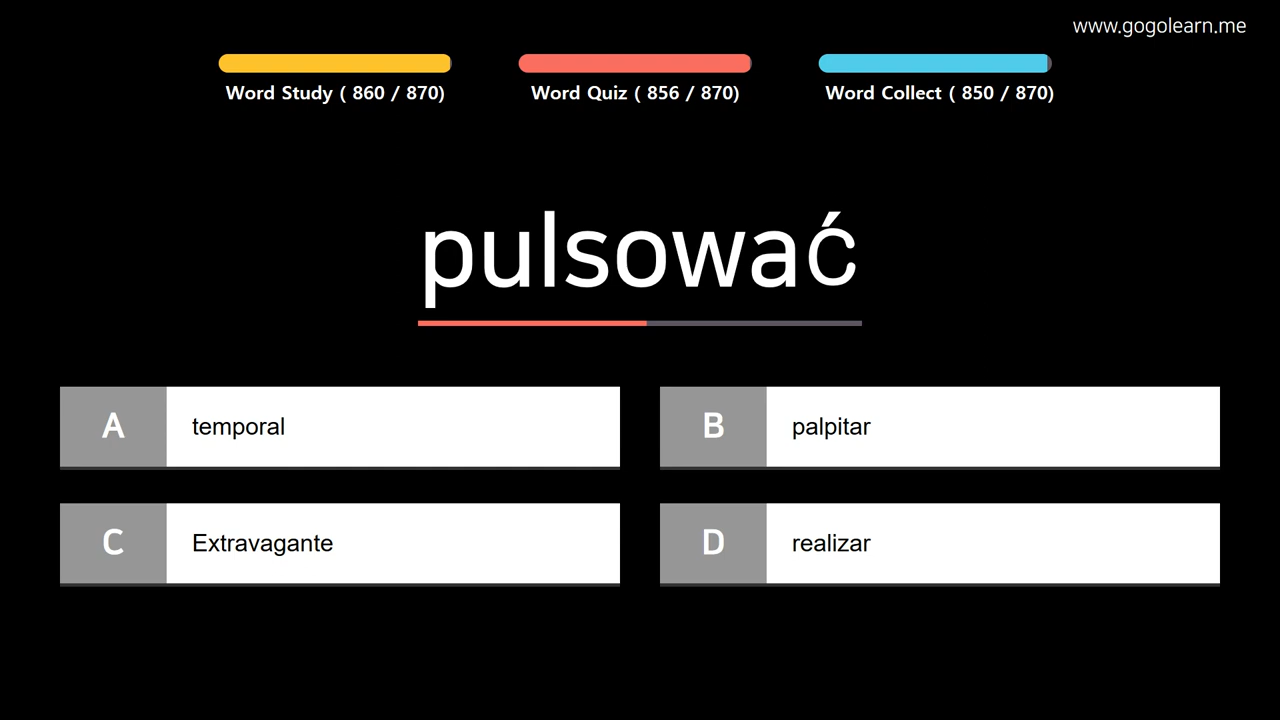 www.gogolearn.me
Word Study ( 860 / 870)
Word Quiz ( 856 / 870)
Word Collect ( 850 / 870)
pulsować
A temporal
B palpitar
C Extravagante
D realizar